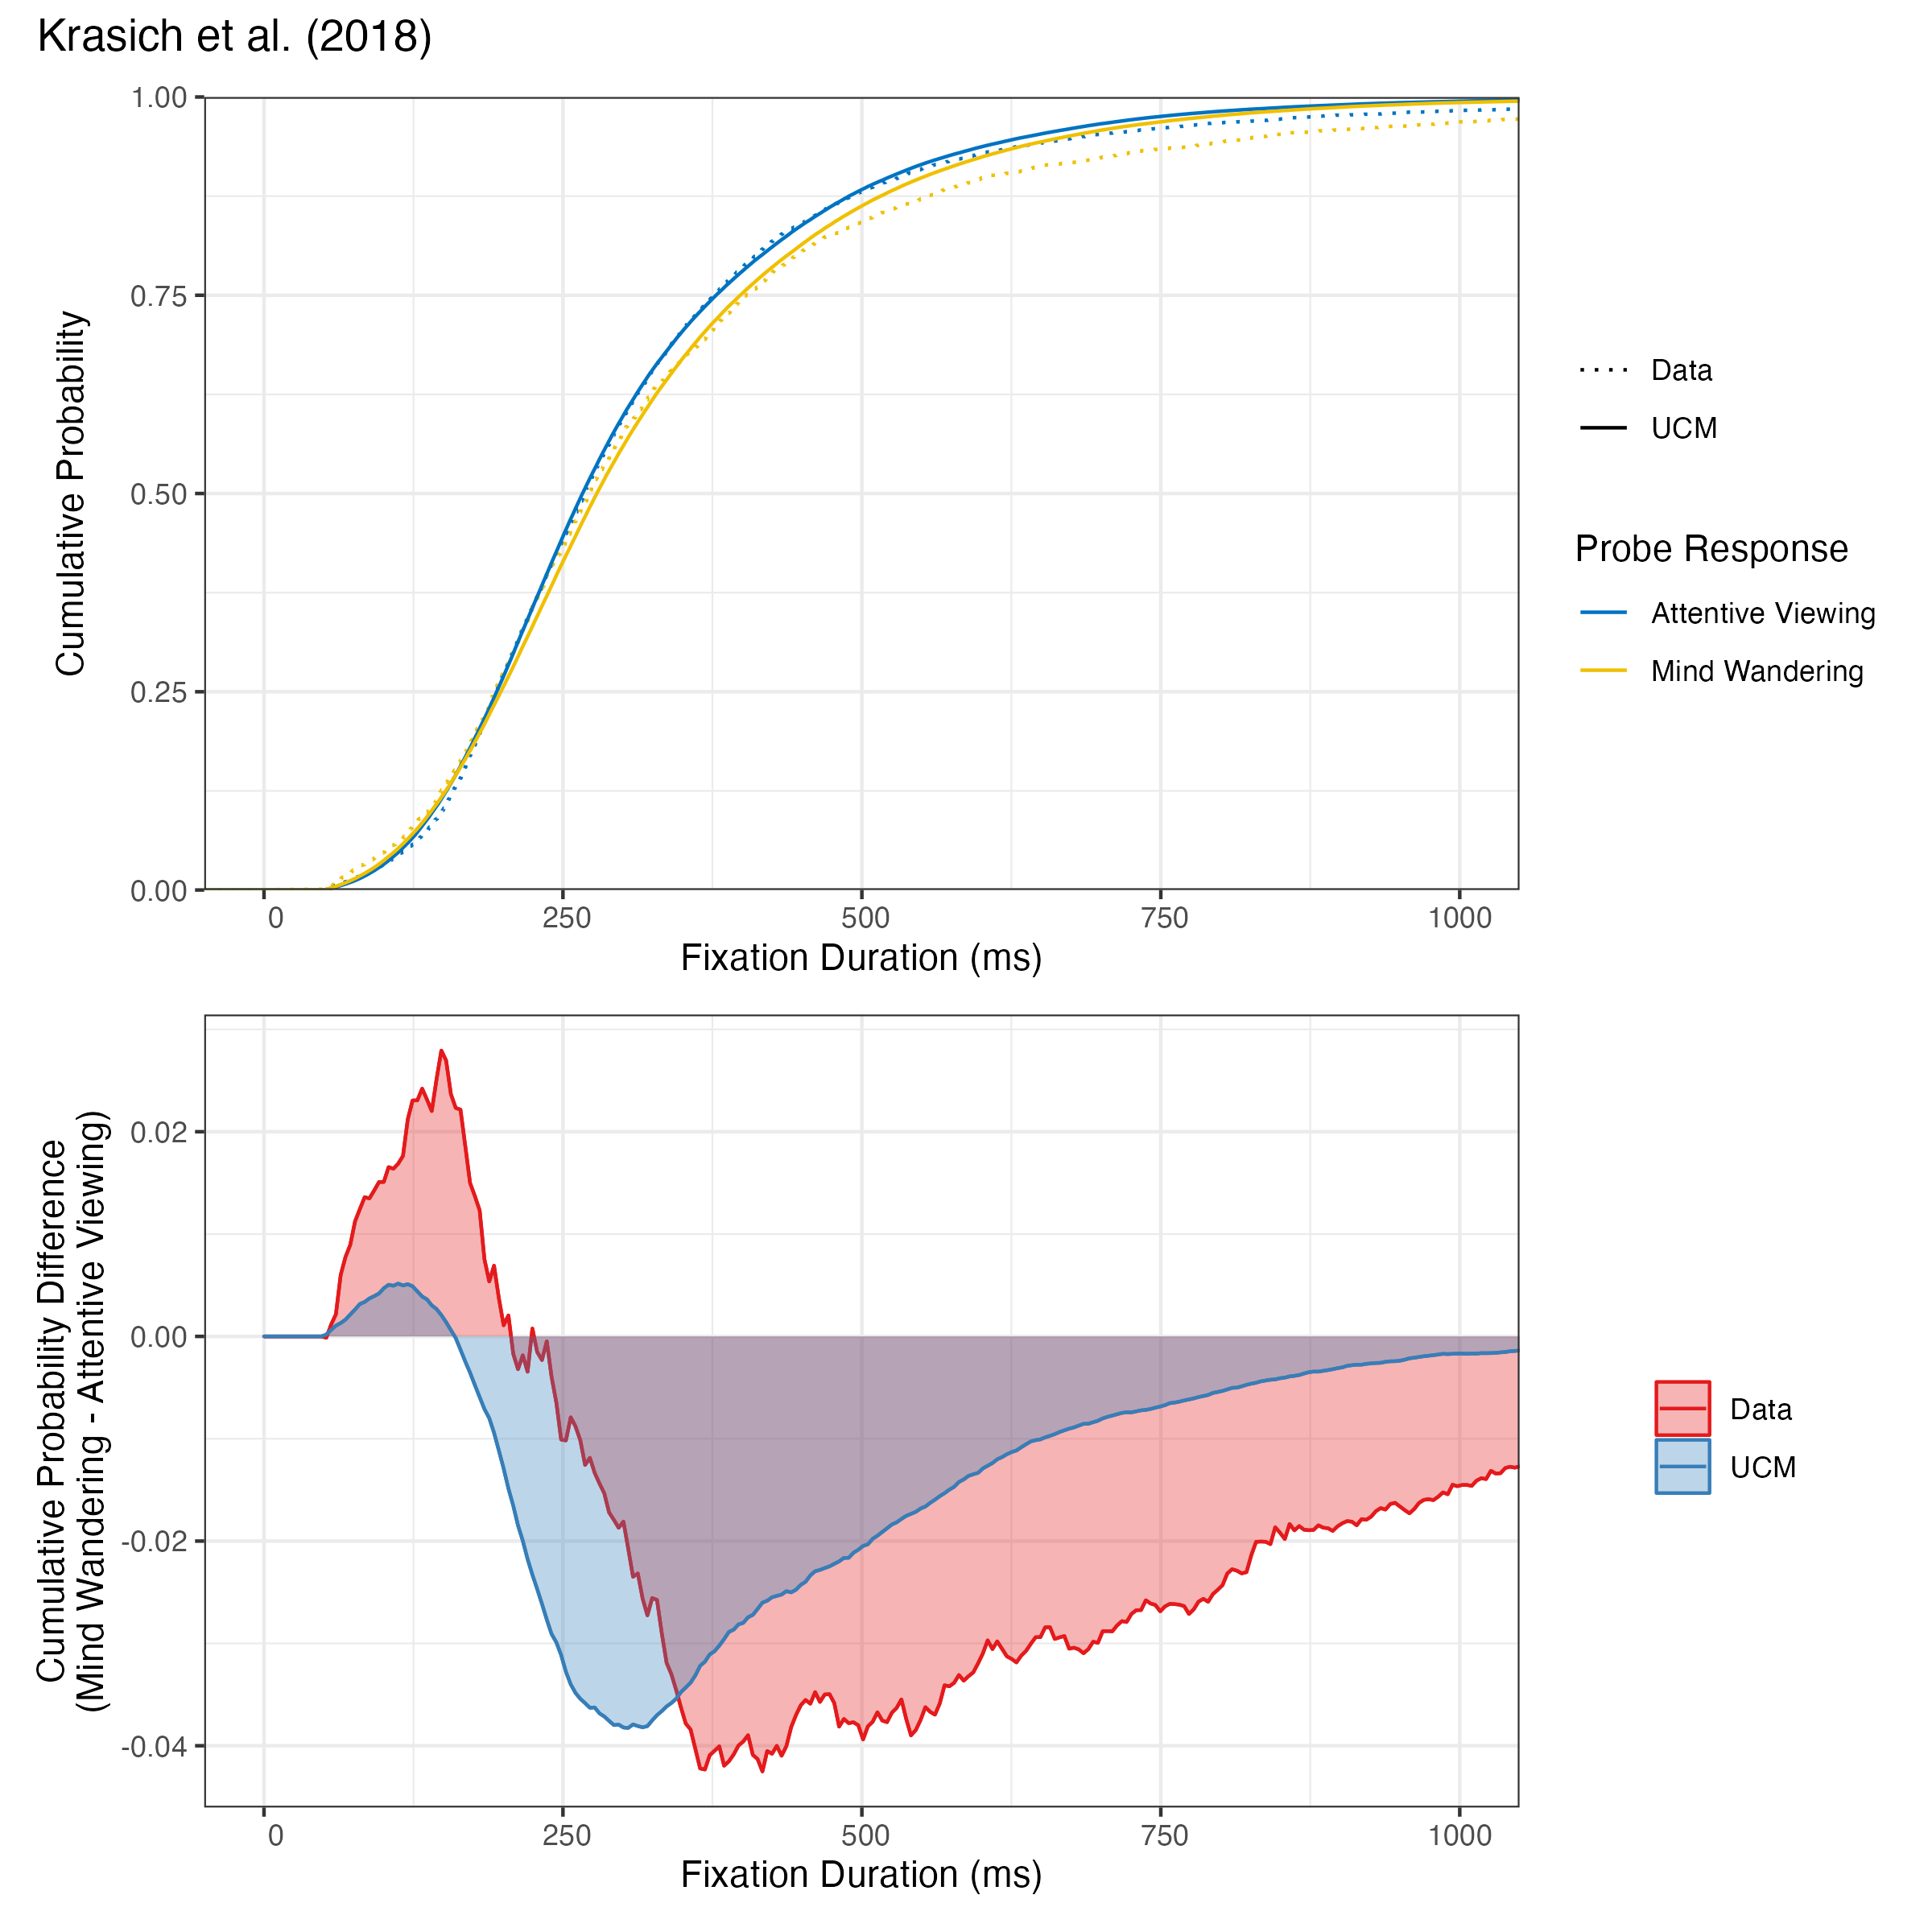 Krasich et al. (2018)
1.00
0.75
0.50
0.25
0.00
Cumulative Probability
0
250
500
750
1000
Fixation Duration (ms)
Data
UCM
Probe Response
Attentive Viewing
Mind Wandering
0.02
0.00
-0.02
-0.04
Cumulative Probability Difference
(Mind Wandering - Attentive Viewing)
0
250
500
750
1000
Fixation Duration (ms)
Data
UCM